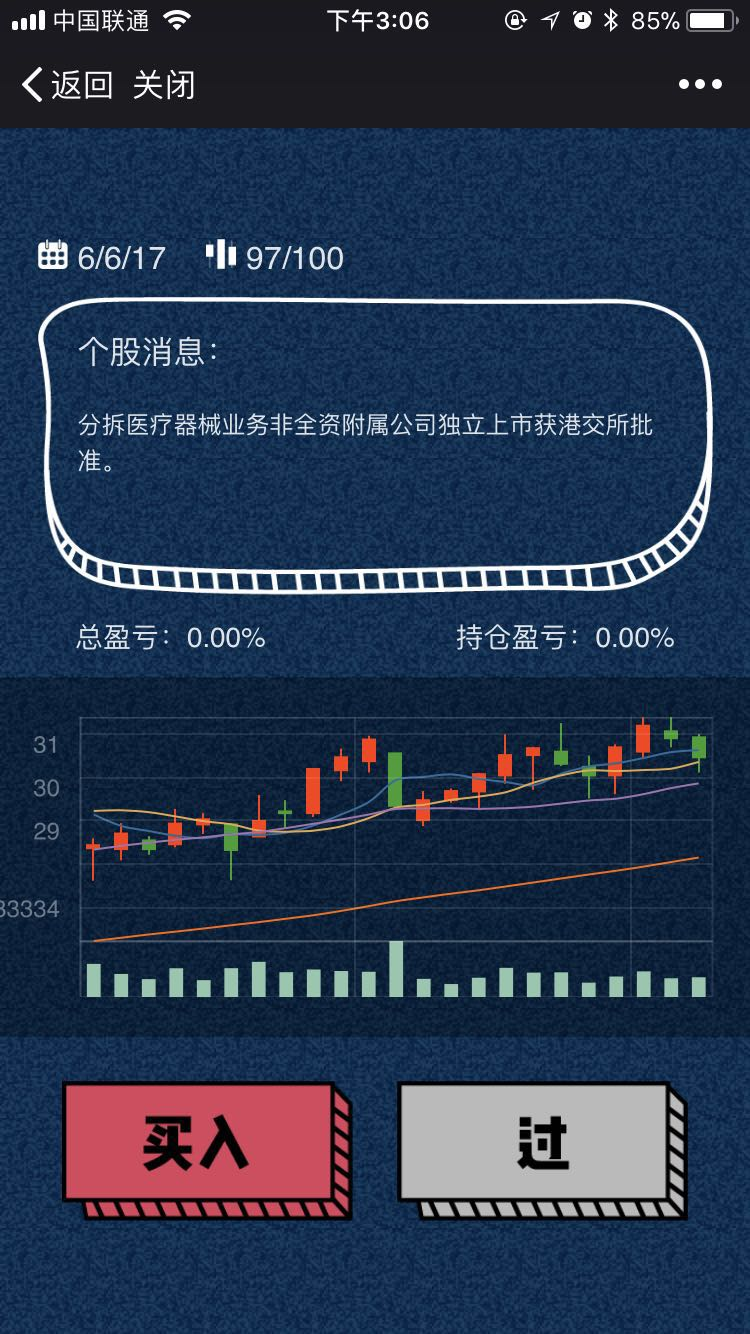 中国联通 下午3:06 85%
返回 关闭
6/6/17 97/100
个股消息：
分拆医疗器械业务非全资附属公司独立上市获港交所批
准。
总盈亏：0.00% 持仓盈亏：0.00%
31
30
29
33334
买入 过